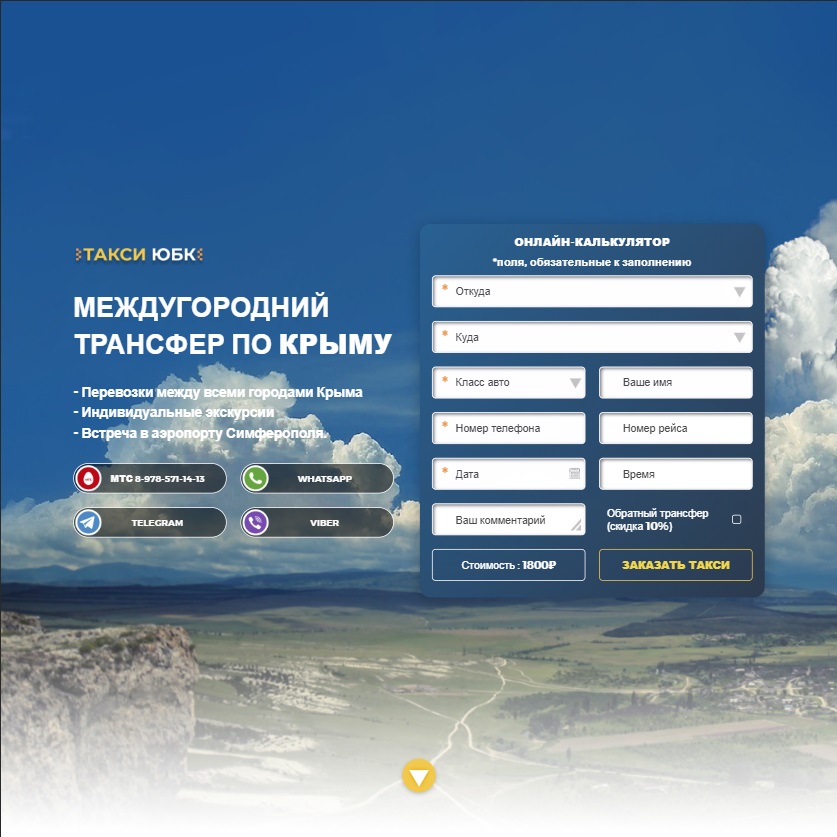 ТАКСИ ЮБК
МЕЖДУГОРОДНИЙ
ТРАНСФЕР ПО КРЫМУ
- Перевозки между всеми городами Крыма
- Индивидуальные экскурсии
- Встреча в аэропорту Симферополя.
МТС 8-978-571-14-13
WHATSAPP
TELEGRAM
VIBER
ОНЛАЙН-КАЛЬКУЛЯТОР
*поля, обязательные к заполнению
* Откуда
* Куда
* Класс авто
Ваше имя
* Номер телефона
Номер рейса
* Дата
Время
Ваш комментарий
Обратный трансфер
(скидка 10%)
Стоимость : 1800₽
ЗАКАЗАТЬ ТАКСИ